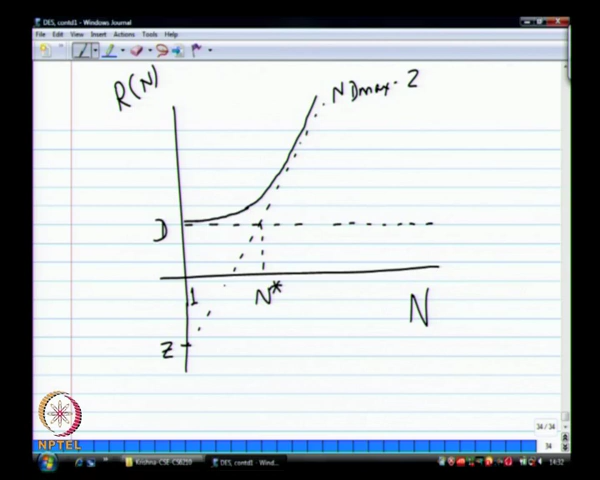 DES, contd1 - Windows Journal
File Edit View Insert Actions Tools Help
R(N)
N Dmax - Z
D
1
N*
N
Z
34 / 34
34
NPTEL
Krishna-CSE-CS8210
DES, contd1 - Wind...
14:32